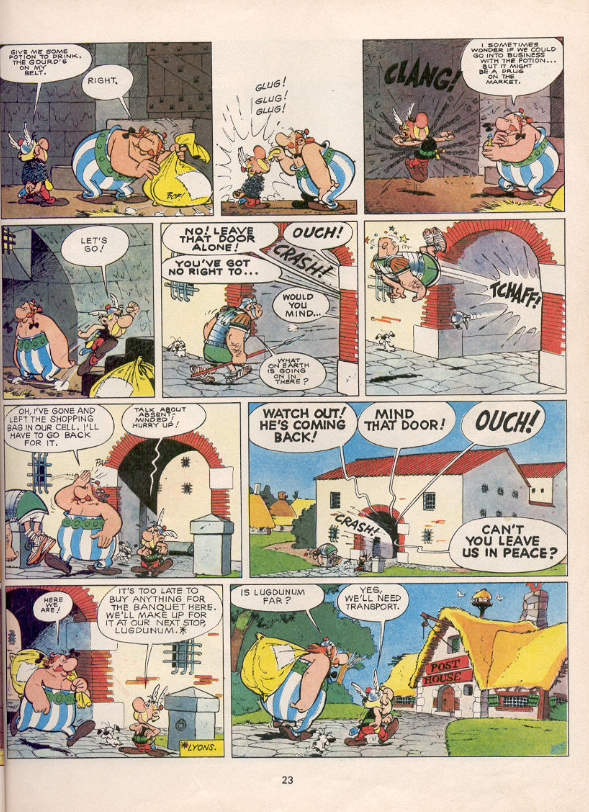 GIVE ME SOME
POTION TO DRINK.
THE GOURD'S
ON MY
BELT.
RIGHT.
POP!
GLUG!
GLUG!
GLUG!
CLANG!
I SOMETIMES
WONDER IF WE COULD
GO INTO BUSINESS
WITH THE POTION...
BUT IT MIGHT
BE A DRUG
ON THE
MARKET.
LET'S
GO!
NO! LEAVE
THAT DOOR
ALONE!
YOU'VE GOT
NO RIGHT TO...
OUCH!
CRASH!
WOULD
YOU
MIND...
WHAT
ON EARTH
IS GOING
ON IN
THERE?
TCHAFF!
OH, I'VE GONE AND
LEFT THE SHOPPING
BAG IN OUR CELL. I'LL
HAVE TO GO BACK
FOR IT.
PAF
TALK ABOUT
ABSENT-
MINDED!
HURRY UP!
WATCH OUT!
HE'S COMING
BACK!
MIND
THAT DOOR!
OUCH!
CRASH!
CAN'T
YOU LEAVE
US IN PEACE?
HERE
WE
ARE!
IT'S TOO LATE TO
BUY ANYTHING FOR
THE BANQUET HERE.
WE'LL MAKE UP FOR
IT AT OUR NEXT STOP,
LUGDUNUM.*
*LYONS.
IS LUGDUNUM
FAR?
YES,
WE'LL NEED
TRANSPORT.
POST
HOUSE
23